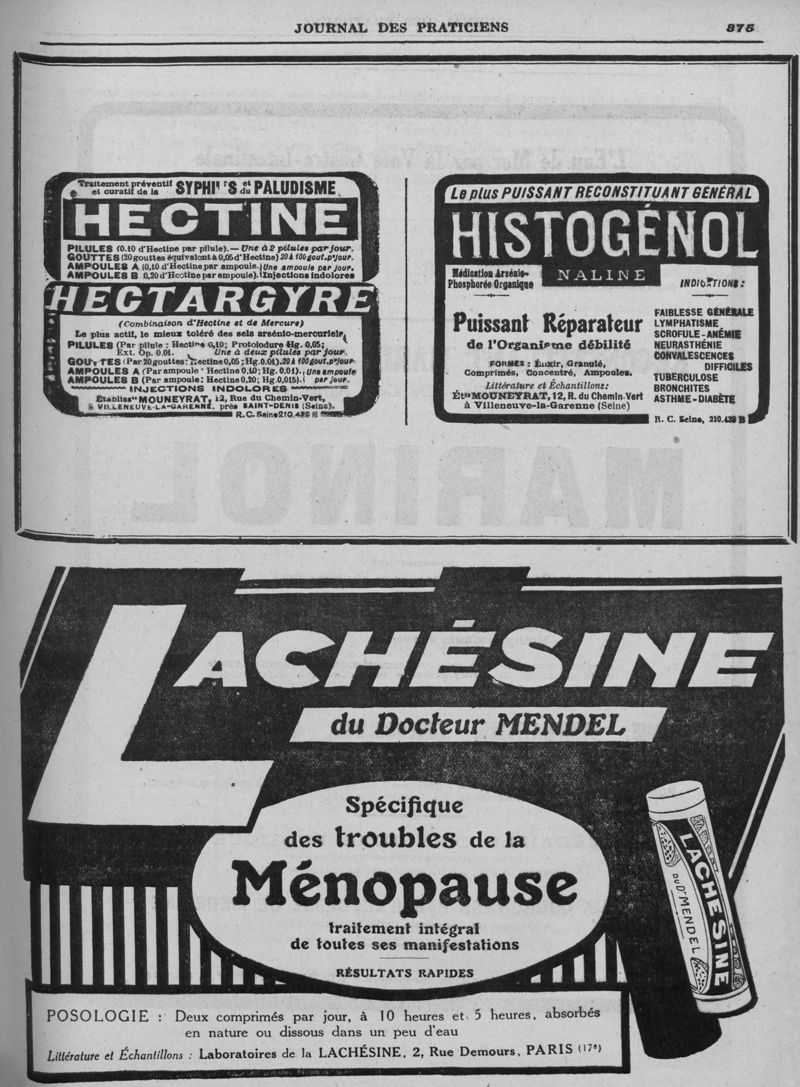 JOURNAL DES PRATICIENS 875
Traitement préventif et curatif de la SYPHI'S et du PALUDISME
HECTINE
PILULES (0.10 d'Hectine par pilule).— Une à 2 pilules par jour.
GOUTTES (20 gouttes équivalent à 0,05 d'Hectine) 20 à 100 gout. p' jour.
AMPOULES A (0,10 d'Hectine par ampoule.) Une ampoule par jour.
AMPOULES B (0,20 d'Hectine par ampoule). Injections indolores
HECTARGYRE
(Combinaison d'Hectine et de Mercure)
Le plus actif, le mieux toléré des sels arsénio-mercuriels.
PILULES (Par pilule : Hectine 0,10; Protoiodure Hg. 0,05;
Ext. Op. 0.01. Une à deux pilules par jour.
GOUTTES (Par 20 gouttes: Hectine 0,05; Hg. 0.01). 20 à 100 gout. p' jour
AMPOULES A (Par ampoule: Hectine 0.10; Hg. 0.01). Une ampoule
AMPOULES B (Par ampoule: Hectine 0.20; Hg. 0,015). par jour.
INJECTIONS INDOLORES
Établiss<sup>ts</sup> MOUNEYRAT, 12, Rue du Chemin-Vert,
à VILLENEUVE-LA-GARENNE, près SAINT-DENIS (Seine).
R.C. Seine 210.439 B
Le plus PUISSANT RECONSTITUANT GÉNÉRAL
HISTOGÉNOL
Médication Arsénio-
Phosphorée Organique
NALINE
Puissant Réparateur
de l'Organisme débilité
FORMES : Élixir, Granulé,
Comprimés, Concentré, Ampoules.
Littérature et Échantillons:
Ét<sup>ts</sup> MOUNEYRAT, 12, R. du Chemin-Vert
à Villeneuve-la-Garenne (Seine)
INDICATIONS :
FAIBLESSE GÉNÉRALE
LYMPHATISME
SCROFULE - ANÉMIE
NEURASTHÉNIE
CONVALESCENCES
DIFFICILES
TUBERCULOSE
BRONCHITES
ASTHME - DIABÈTE
R. C. Seine, 210.439 B
LACHÉSINE
du Docteur MENDEL
Spécifique
des troubles de la
Ménopause
traitement intégral
de toutes ses manifestations
RÉSULTATS RAPIDES
LACHÉSINE
DU Dr MENDEL
POSOLOGIE : Deux comprimés par jour, à 10 heures et 5 heures, absorbés
en nature ou dissous dans un peu d'eau
Littérature et Échantillons : Laboratoires de la LACHÉSINE, 2, Rue Demours, PARIS (17<sup>e</sup>)